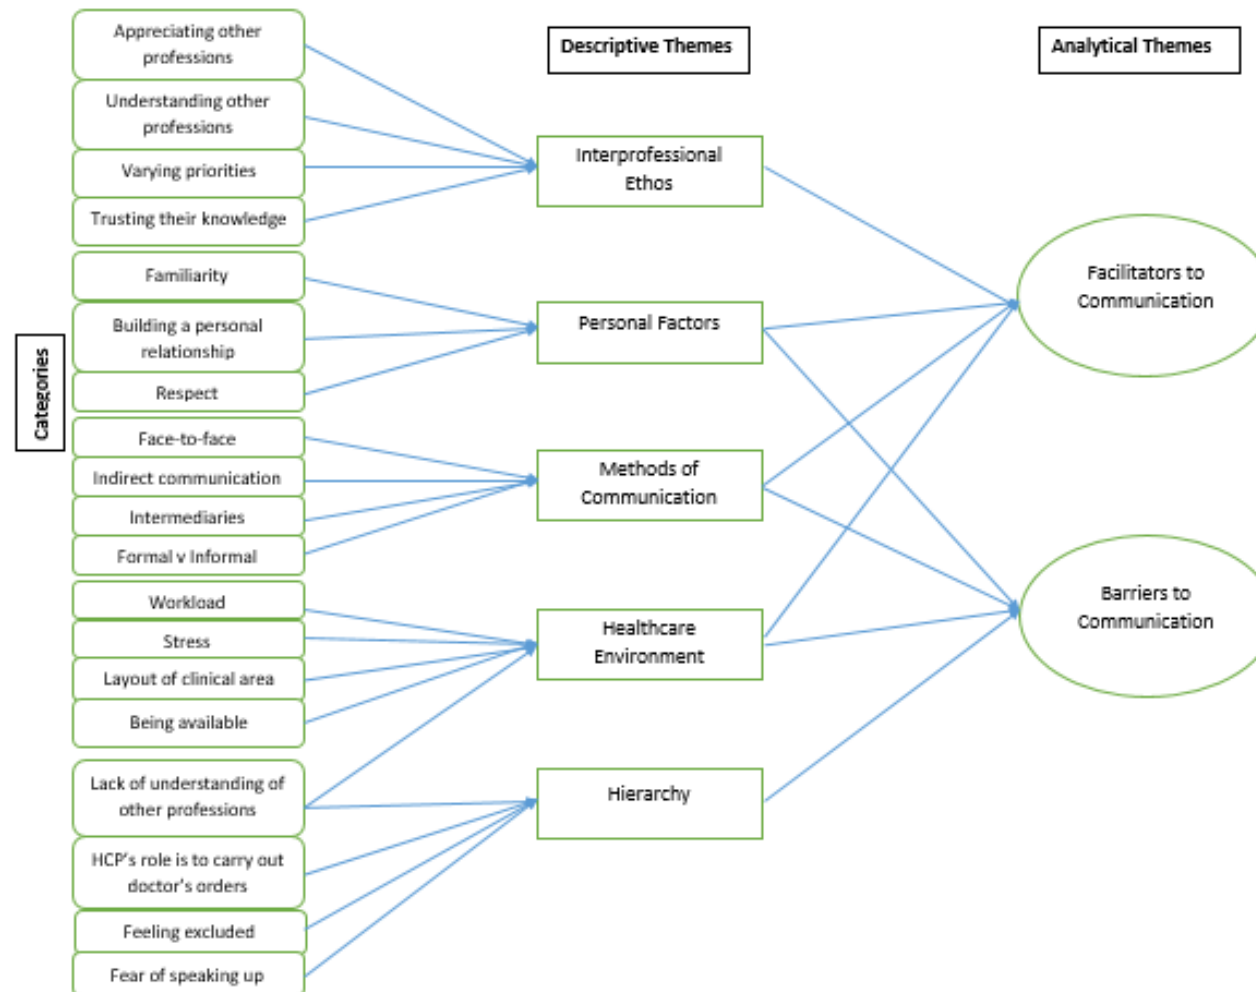 Categories
Appreciating other
professions
Understanding other
professions
Varying priorities
Trusting their knowledge
Familiarity
Building a personal
relationship
Respect
Face-to-face
Indirect communication
Intermediaries
Formal v Informal
Workload
Stress
Layout of clinical area
Being available
Lack of understanding of
other professions
HCP's role is to carry out
doctor's orders
Feeling excluded
Fear of speaking up
Descriptive Themes
Interprofessional
Ethos
Personal Factors
Methods of
Communication
Healthcare
Environment
Hierarchy
Analytical Themes
Facilitators to
Communication
Barriers to
Communication